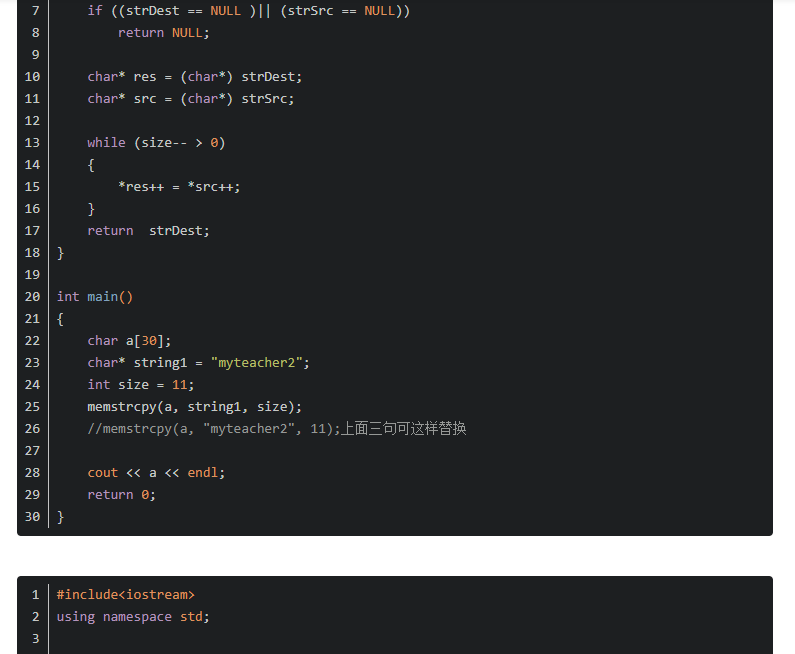 7 if ((strDest == NULL )|| (strSrc == NULL))
8 return NULL;
9
10 char* res = (char*) strDest;
11 char* src = (char*) strSrc;
12
13 while (size-- > 0)
14 {
15 *res++ = *src++;
16 }
17 return  strDest;
18 }
19
20 int main()
21 {
22 char a[30];
23 char* string1 = "myteacher2";
24 int size = 11;
25 memstrcpy(a, string1, size);
26 //memstrcpy(a, "myteacher2", 11);上面三句可这样替换
27
28 cout << a << endl;
29 return 0;
30 }
1 #include<iostream>
2 using namespace std;
3